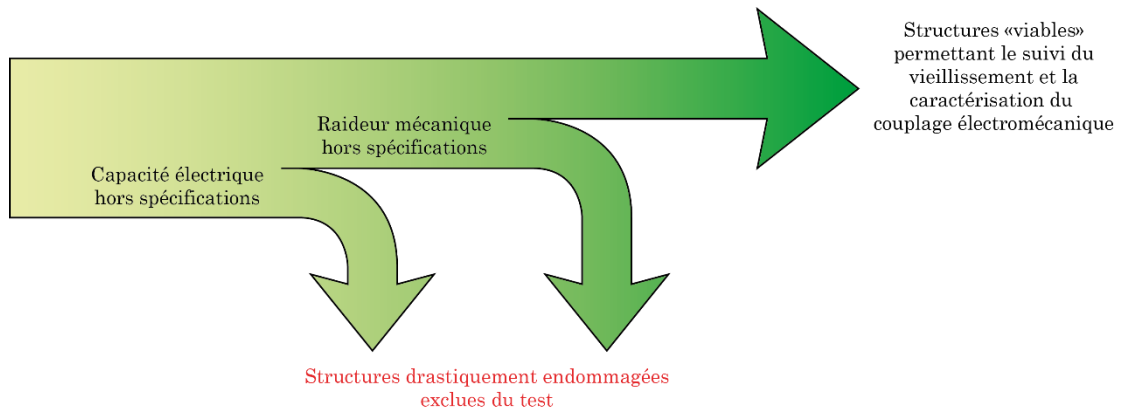 Structures «viables»
permettant le suivi du
vieillissement et la
caractérisation du
couplage électromécanique
Raideur mécanique
hors spécifications
Capacité électrique
hors spécifications
Structures drastiquement endommagées
exclues du test